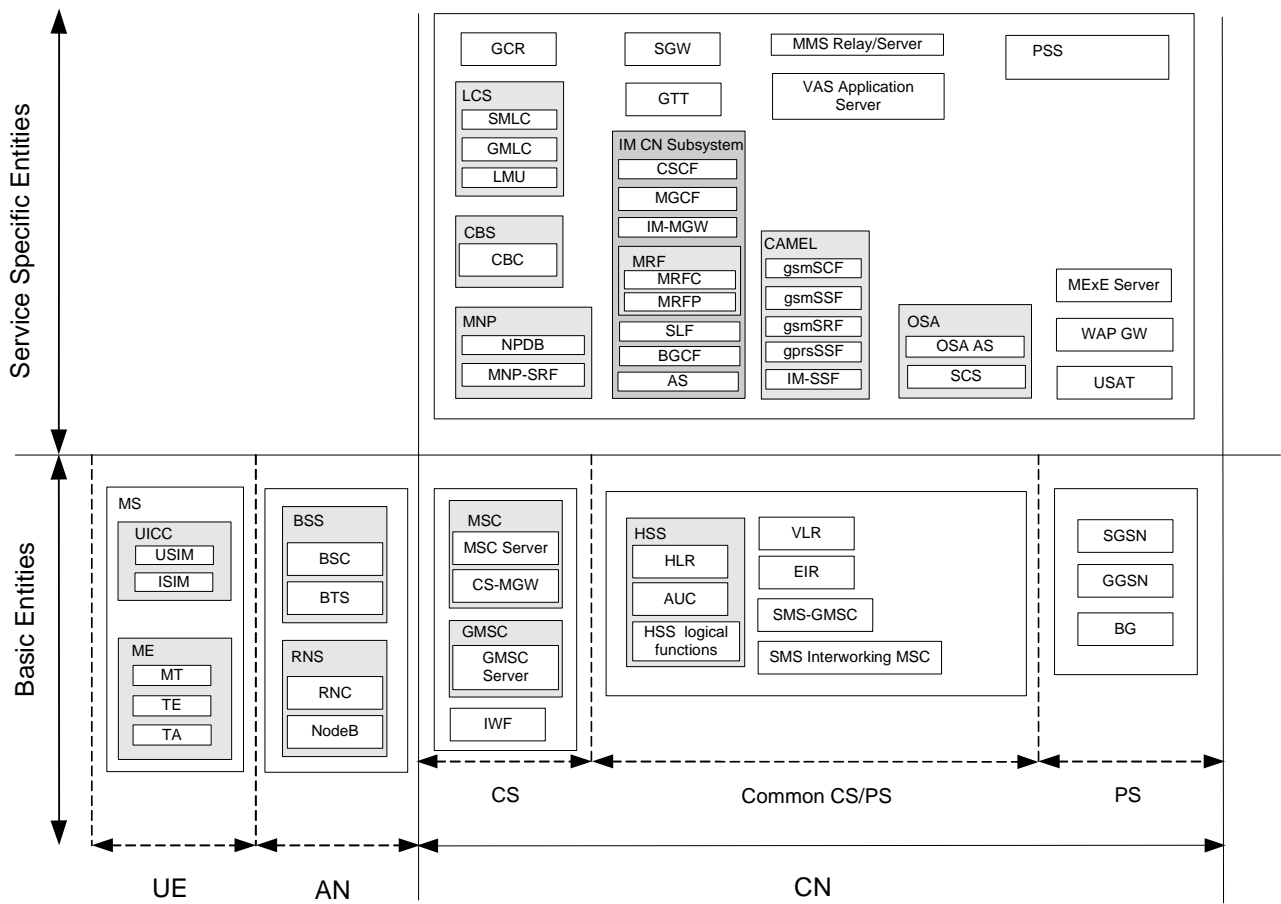 Service Specific Entities
GCR
SGW
MMS Relay/Server
PSS
LCS
SMLC
GMLC
LMU
GTT
VAS Application
Server
IM CN Subsystem
CSCF
MGCF
IM-MGW
MRF
MRFC
MRFP
SLF
BGCF
AS
CBS
CBC
MNP
NPDB
MNP-SRF
CAMEL
gsmSCF
gsmSSF
gsmSRF
gprsSSF
IM-SSF
OSA
OSA AS
SCS
MExE Server
WAP GW
USAT
Basic Entities
MS
UICC
USIM
ISIM
ME
MT
TE
TA
BSS
BSC
BTS
RNS
RNC
NodeB
MSC
MSC Server
CS-MGW
GMSC
GMSC
Server
IWF
HSS
HLR
AUC
HSS logical
functions
VLR
EIR
SMS-GMSC
SMS Interworking MSC
SGSN
GGSN
BG
CS
Common CS/PS
PS
UE
AN
CN